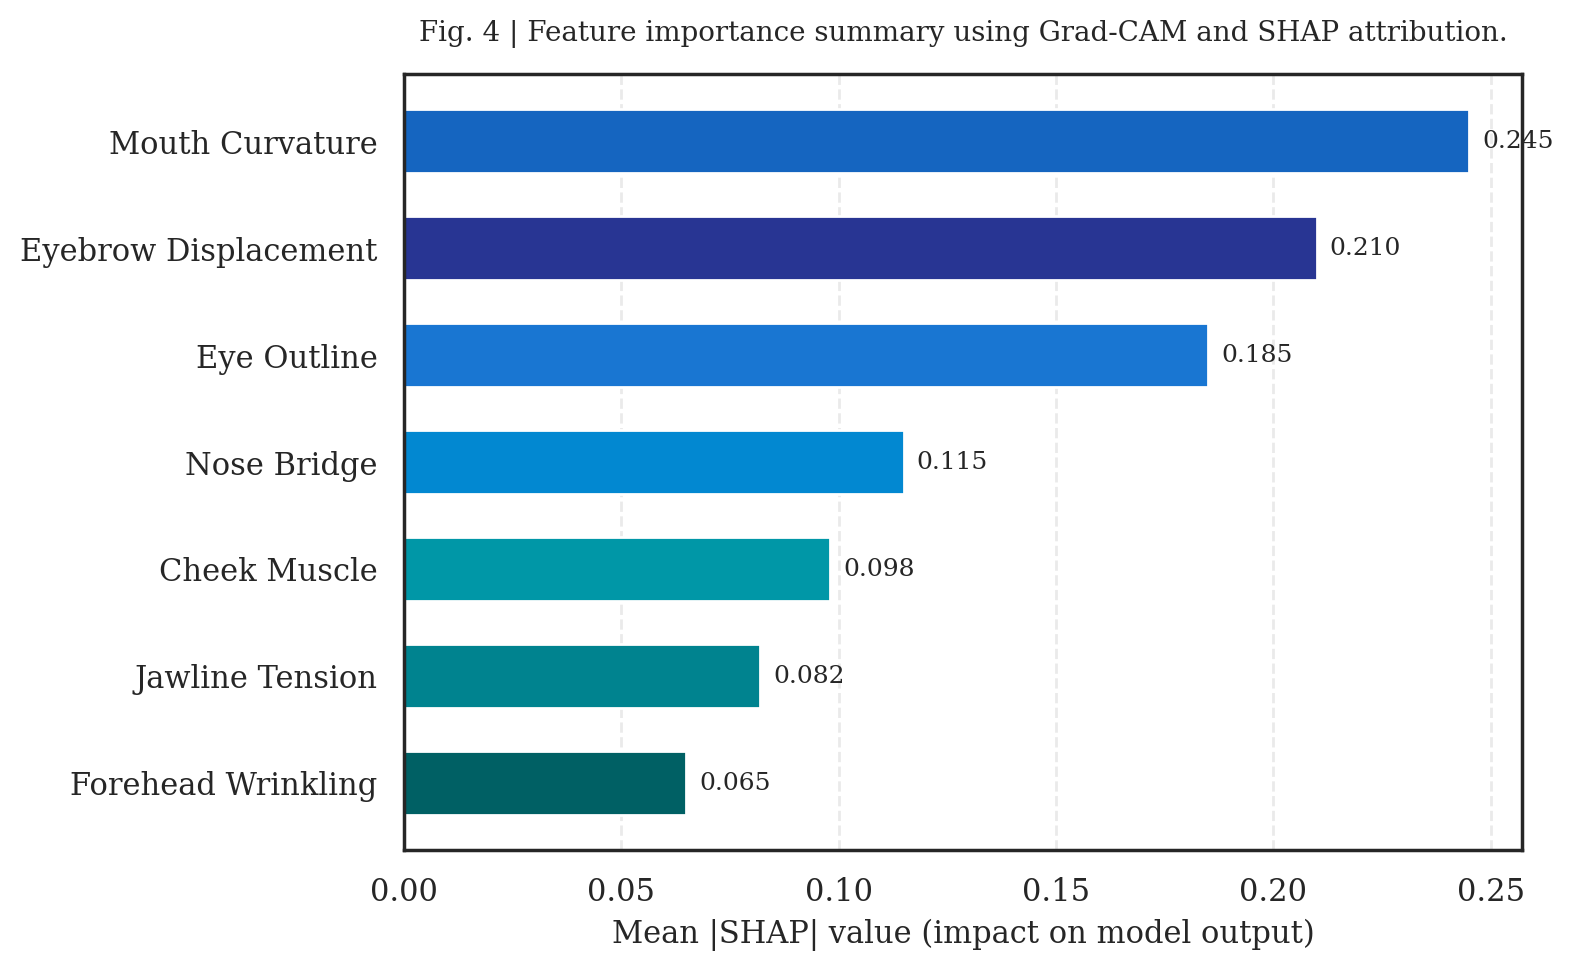 Fig. 4 | Feature importance summary using Grad-CAM and SHAP attribution.
Mouth Curvature 0.245
Eyebrow Displacement 0.210
Eye Outline 0.185
Nose Bridge 0.115
Cheek Muscle 0.098
Jawline Tension 0.082
Forehead Wrinkling 0.065
0.00 0.05 0.10 0.15 0.20 0.25
Mean |SHAP| value (impact on model output)